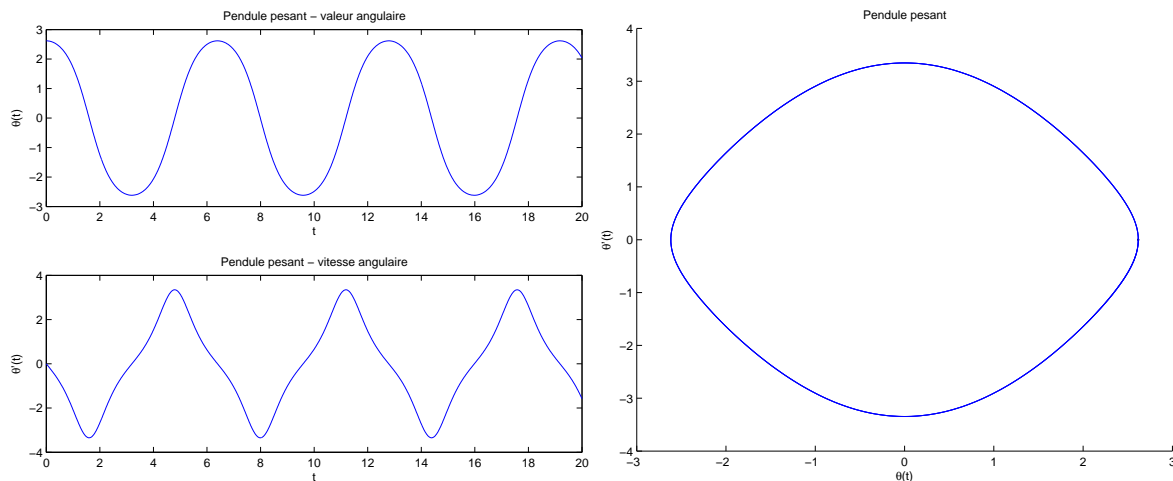 Pendule pesant − valeur angulaire
3
2
1
0
−1
−2
−3
θ(t)
0 2 4 6 8 10 12 14 16 18 20
t
Pendule pesant − vitesse angulaire
4
2
0
−2
−4
θ'(t)
0 2 4 6 8 10 12 14 16 18 20
t
Pendule pesant
4
3
2
1
0
−1
−2
−3
−4
θ'(t)
−3 −2 −1 0 1 2 3
θ(t)